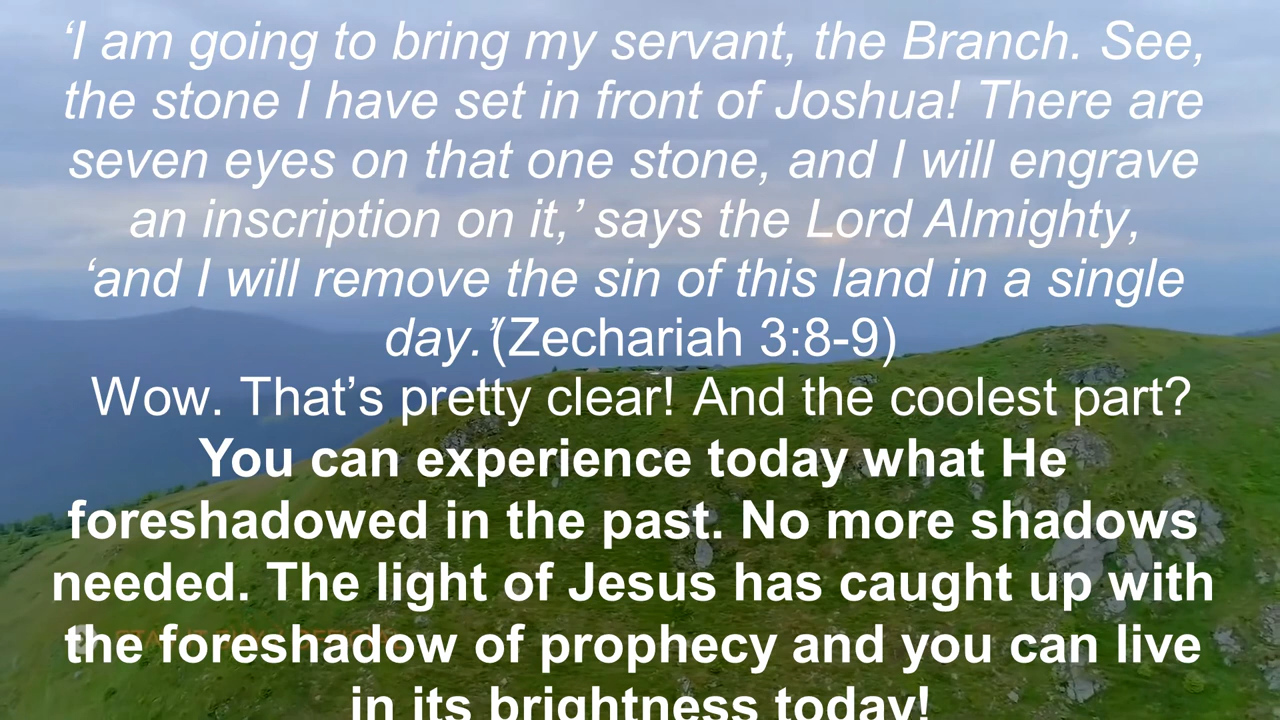 ‘I am going to bring my servant, the Branch. See,
the stone I have set in front of Joshua! There are
seven eyes on that one stone, and I will engrave
an inscription on it,’ says the Lord Almighty,
‘and I will remove the sin of this land in a single
day.’(Zechariah 3:8-9)
Wow. That’s pretty clear! And the coolest part?
You can experience today what He
foreshadowed in the past. No more shadows
needed. The light of Jesus has caught up with
the foreshadow of prophecy and you can live
in its brightness today!